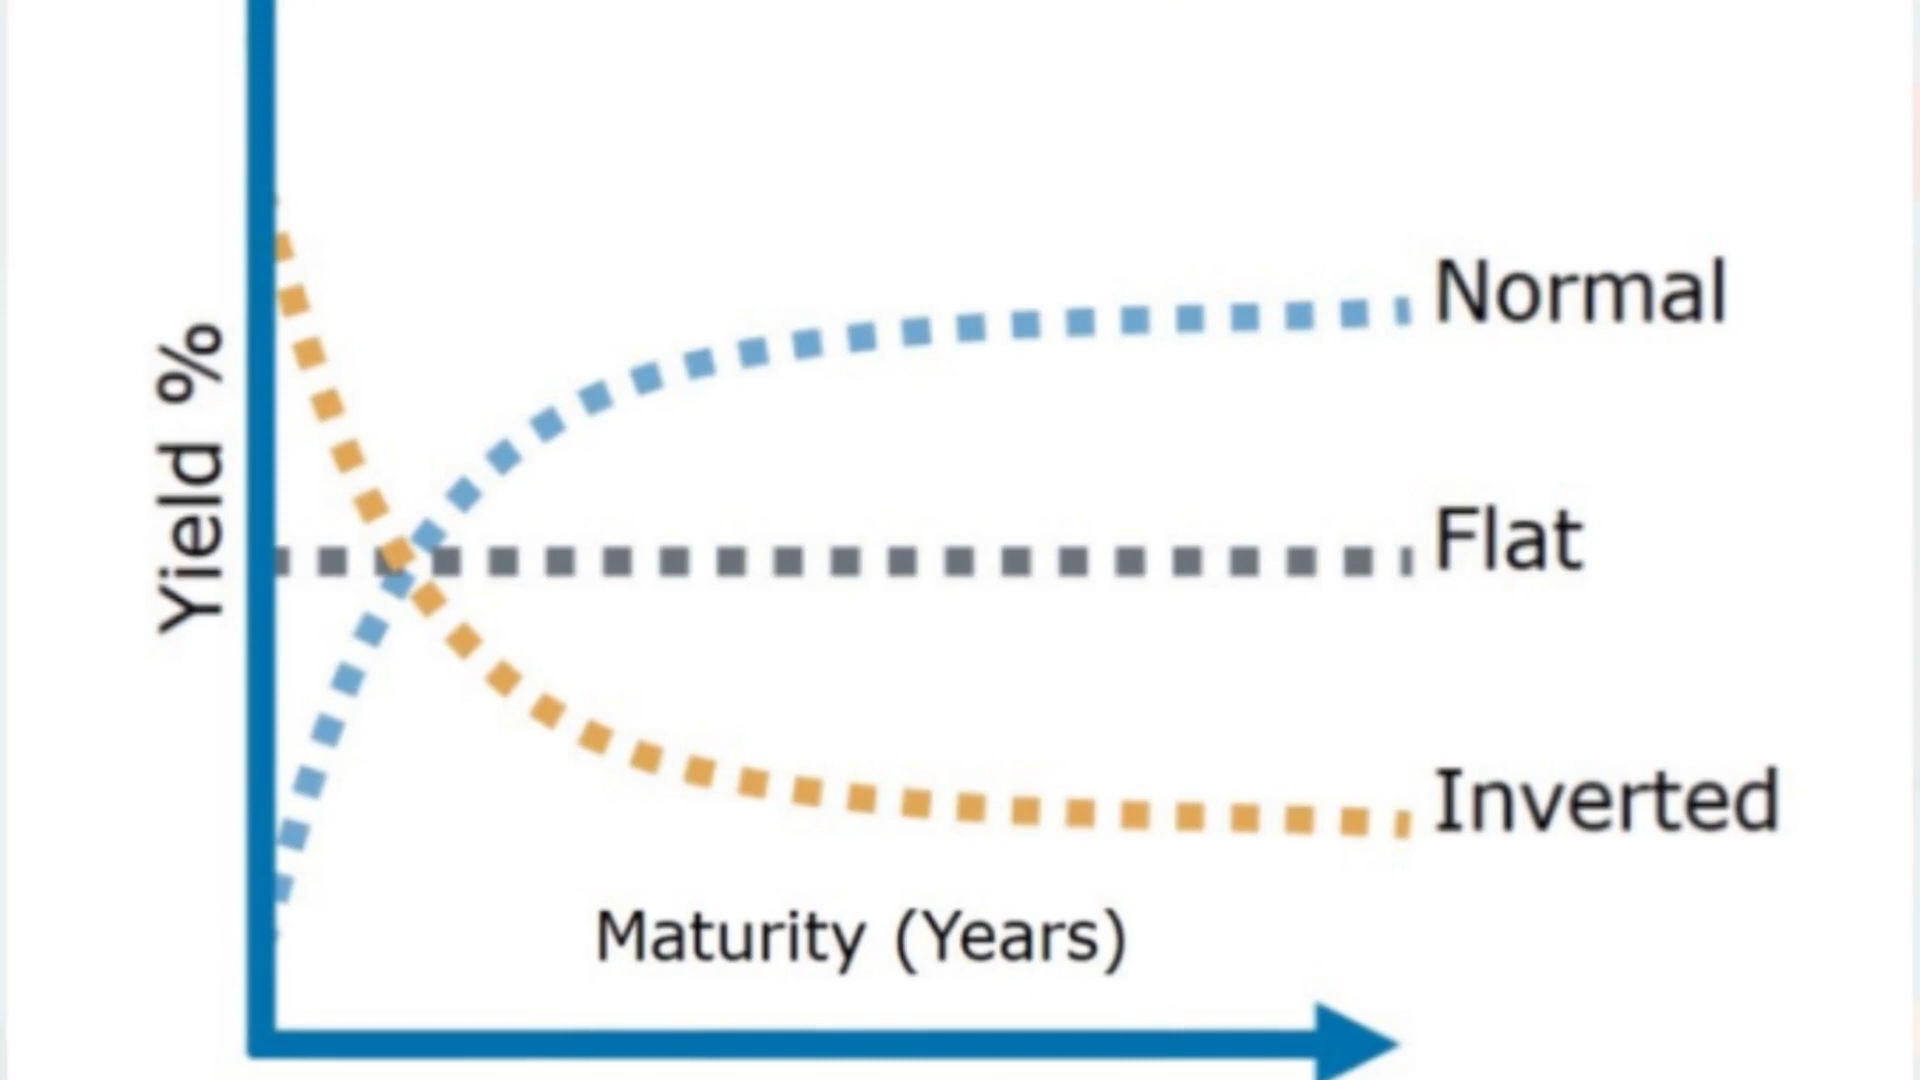 Yield %
Normal
Flat
Inverted
Maturity (Years)